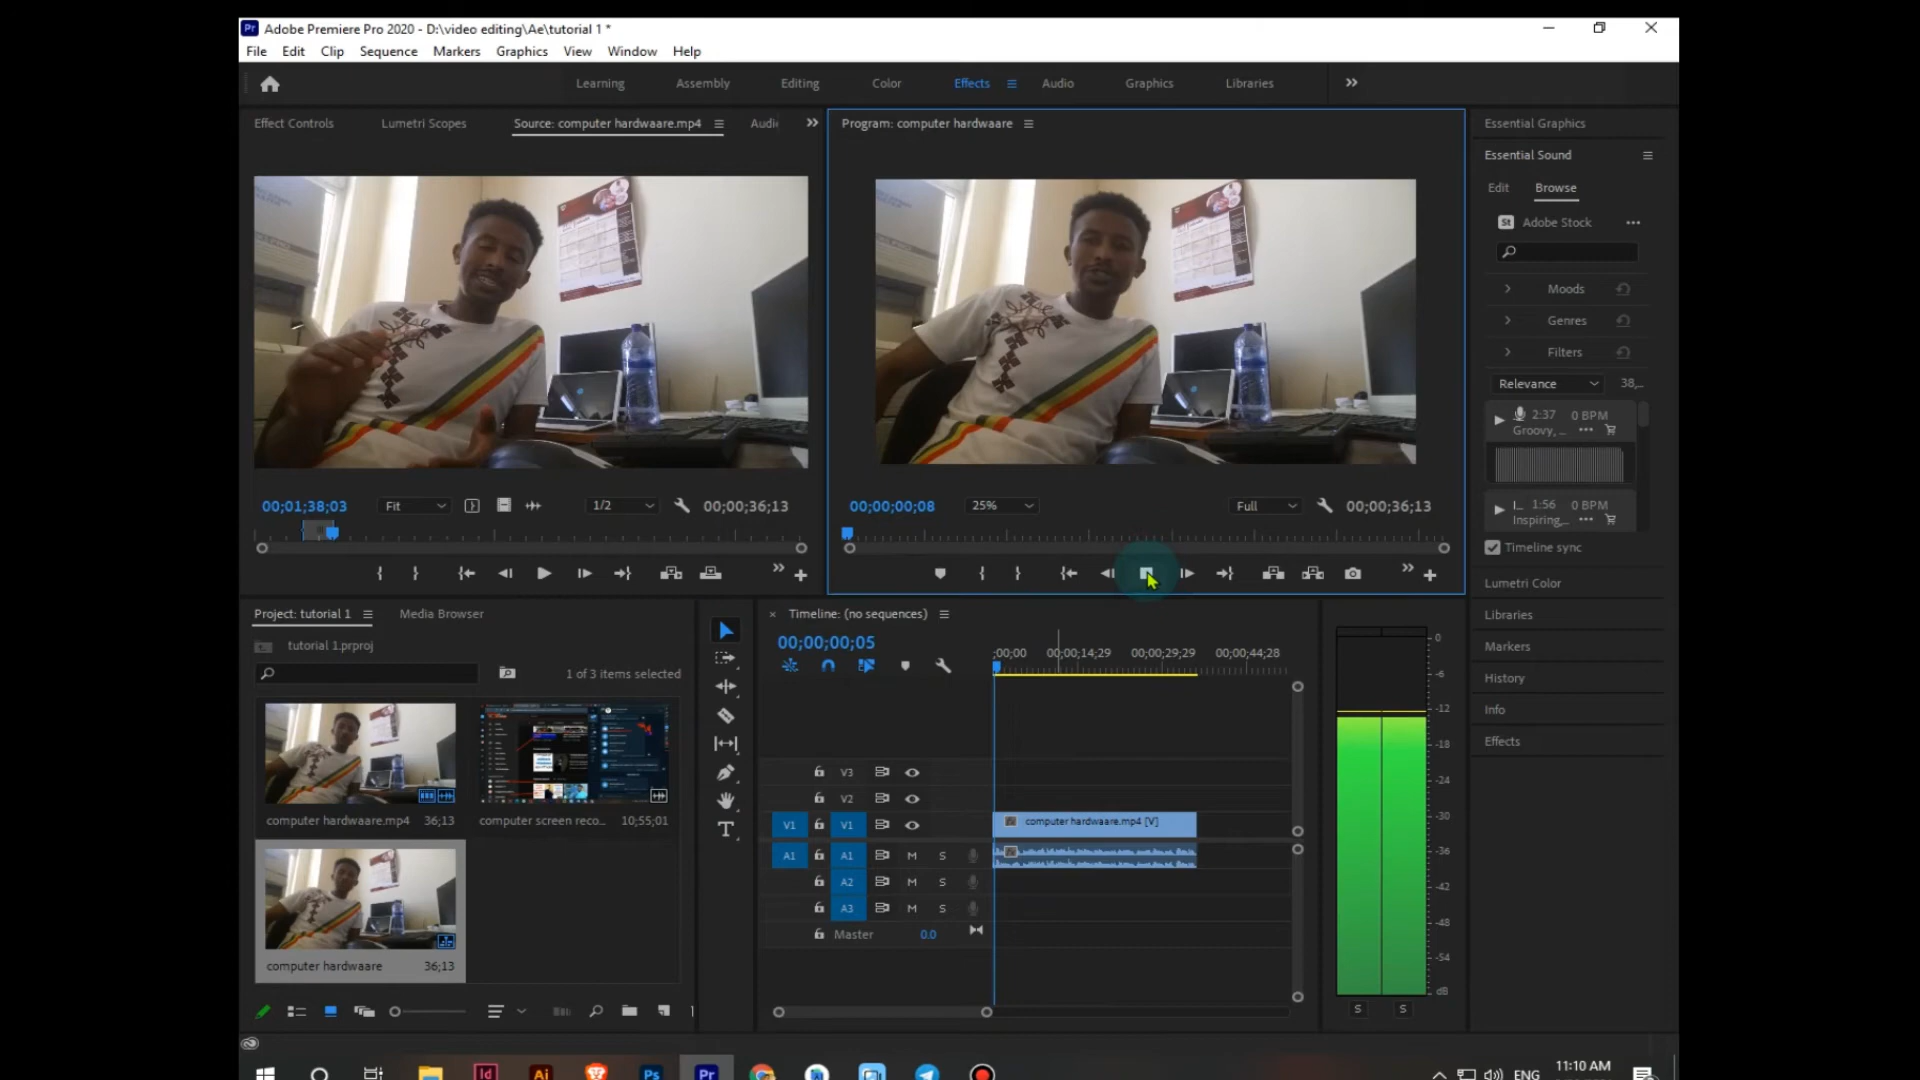 Pr Adobe Premiere Pro 2020 - D:\video editing\Ae\tutorial 1 *
File Edit Clip Sequence Markers Graphics View Window Help
Learning Assembly Editing Color Effects Audio Graphics Libraries
Effect Controls Lumetri Scopes Source: computer hardwaare.mp4 Audi
Program: computer hardwaare
Essential Graphics
Essential Sound
Edit Browse
St Adobe Stock
Moods
Genres
Filters
Relevance 38,...
2:37 0 BPM
Groovy, ...
I... 1:56 0 BPM
Inspiring,...
Timeline sync
Lumetri Color
Libraries
Markers
History
Info
Effects
00;01;38;03 Fit 1/2 00;00;36;13
00;00;00;08 25% Full 00;00;36;13
Project: tutorial 1 Media Browser
tutorial 1.prproj
1 of 3 items selected
computer hardwaare.mp4 36;13
computer screen reco... 10;55;01
computer hardwaare 36;13
Timeline: (no sequences)
00;00;00;05
;00;00 00;00;14;29 00;00;29;29 00;00;44;28
V3
V2
V1 V1 computer hardwaare.mp4 [V]
A1 A1 M S
A2 M S
A3 M S
Master 0.0
0
-6
-12
-18
-24
-30
-36
-42
-48
-54
dB
S S
Id Ai Ps Pr
ENG 11:10 AM